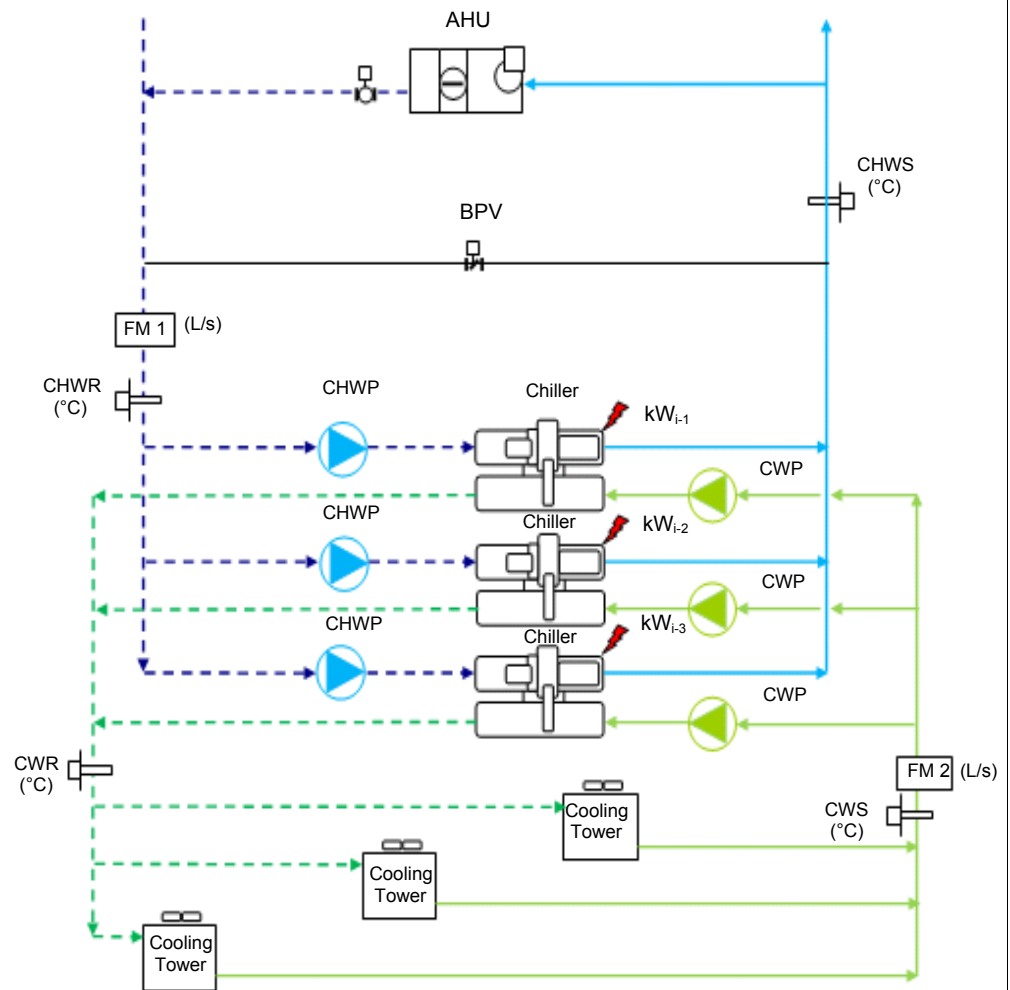 AHU
CHWS
(°C)
BPV
FM 1 (L/s)
CHWR
(°C)
CHWP
Chiller
kWi-1
CWP
CHWP
Chiller
kWi-2
CWP
CHWP
Chiller
kWi-3
CWP
CWR
(°C)
FM 2 (L/s)
CWS
(°C)
Cooling
Tower
Cooling
Tower
Cooling
Tower